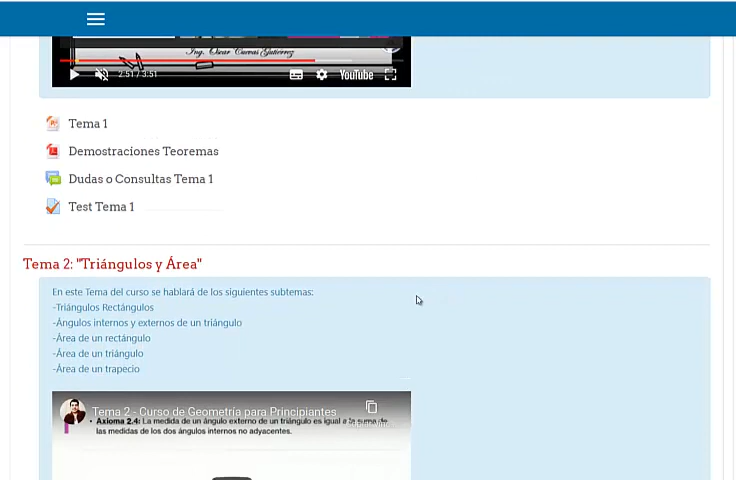 Ing. Oscar Cuevas Gutierrez
2:51 / 3:51
YouTube
Tema 1
Demostraciones Teoremas
Dudas o Consultas Tema 1
Test Tema 1
Tema 2: "Triángulos y Área"
En este Tema del curso se hablará de los siguientes subtemas:
-Triángulos Rectángulos
-Ángulos internos y externos de un triángulo
-Área de un rectángulo
-Área de un triángulo
-Área de un trapecio
Tema 2 - Curso de Geometría para Principiantes
• Axioma 2.4: La medida de un ángulo externo de un triángulo es igual a la suma de
las medidas de los dos ángulos internos no adyacentes.